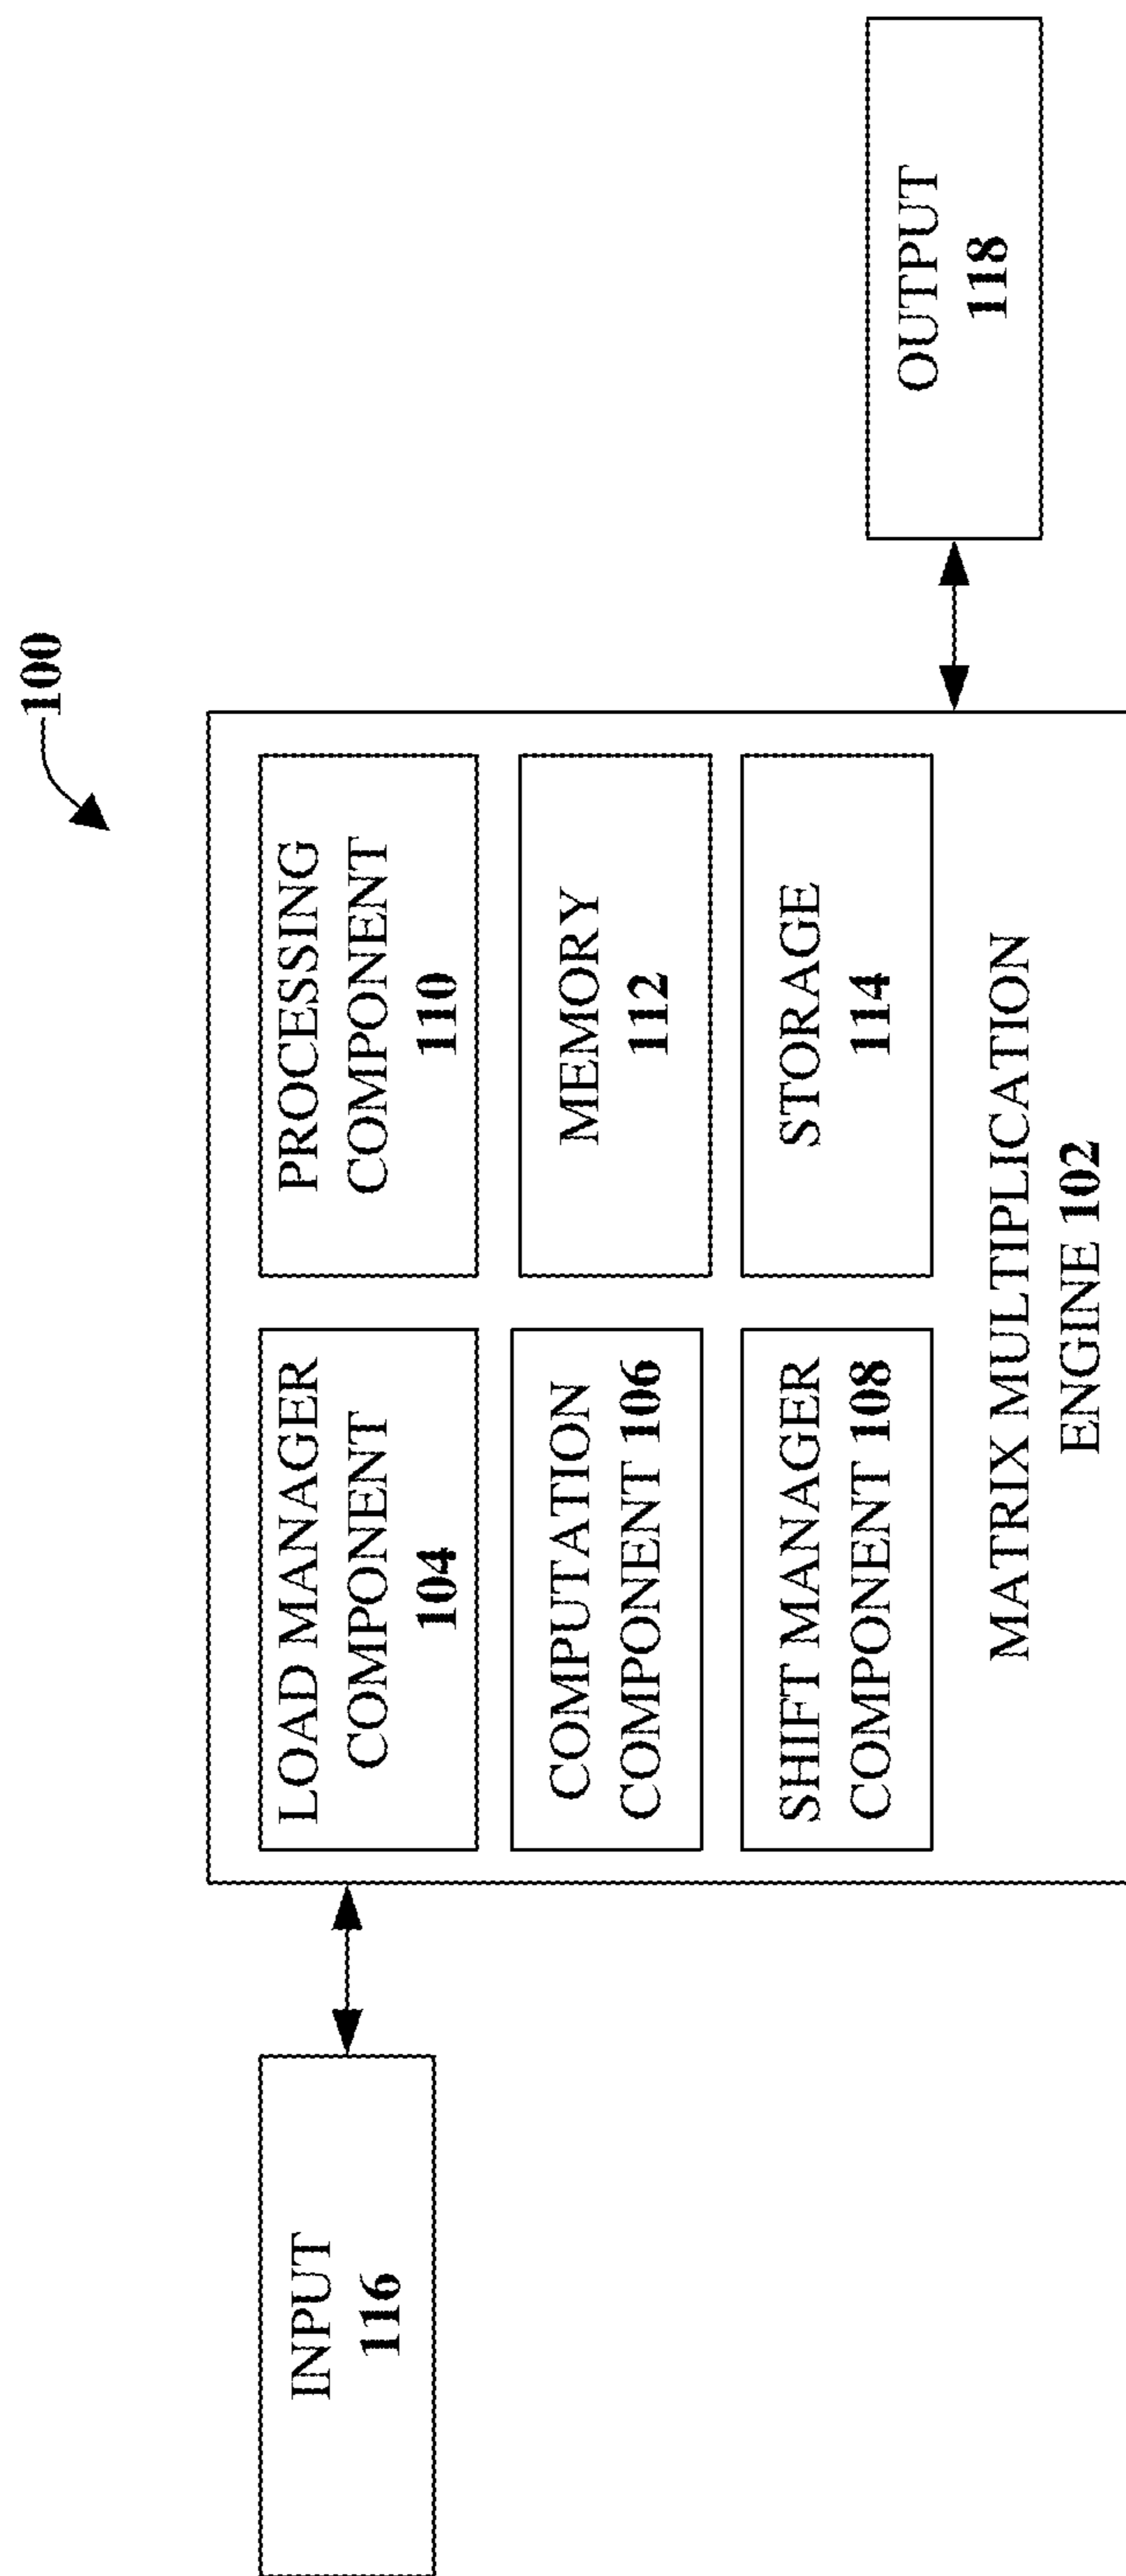 100
INPUT
116
LOAD MANAGER
COMPONENT
104
COMPUTATION
COMPONENT 106
SHIFT MANAGER
COMPONENT 108
PROCESSING
COMPONENT
110
MEMORY
112
STORAGE
114
MATRIX MULTIPLICATION
ENGINE 102
OUTPUT
118